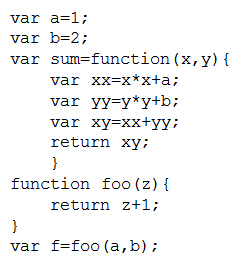 var a=1;
var b=2;
var sum=function(x,y){
    var xx=x*x+a;
    var yy=y*y+b;
    var xy=xx+yy;
    return xy;
    }
function foo(z){
    return z+1;
}
var f=foo(a,b);